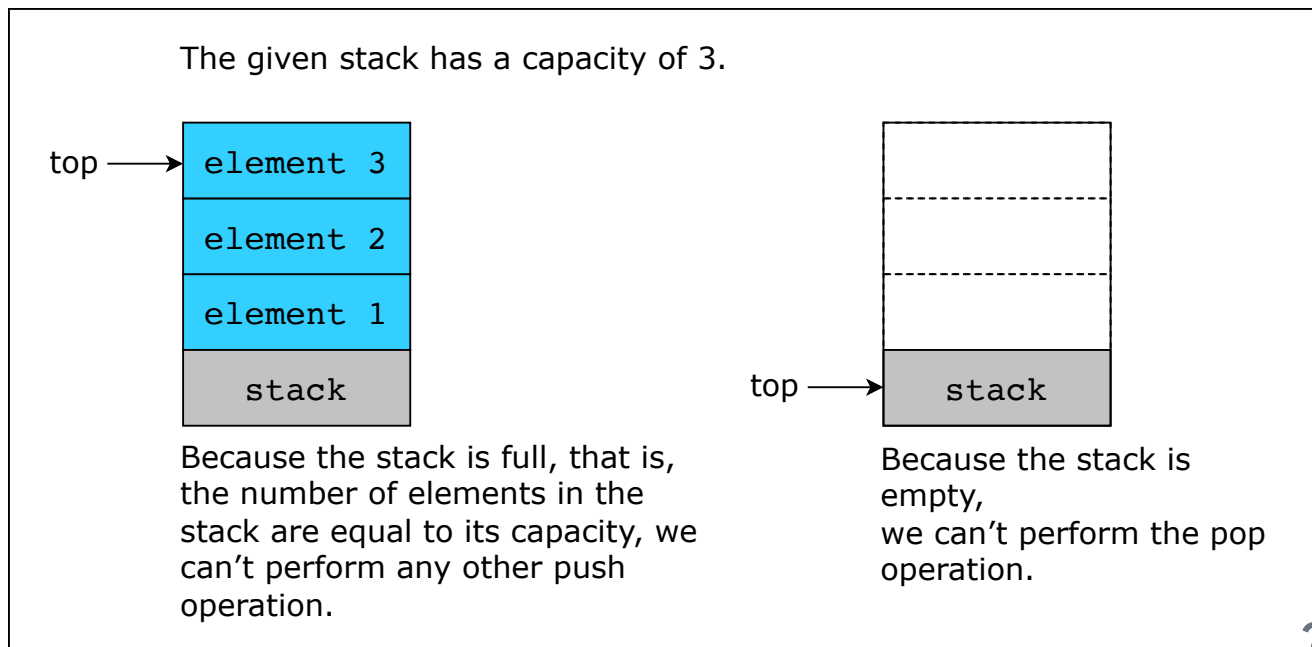 The given stack has a capacity of 3.
top
element 3
element 2
element 1
stack
Because the stack is full, that is,
the number of elements in the
stack are equal to its capacity, we
can’t perform any other push
operation.
top
stack
Because the stack is
empty,
we can’t perform the pop
operation.